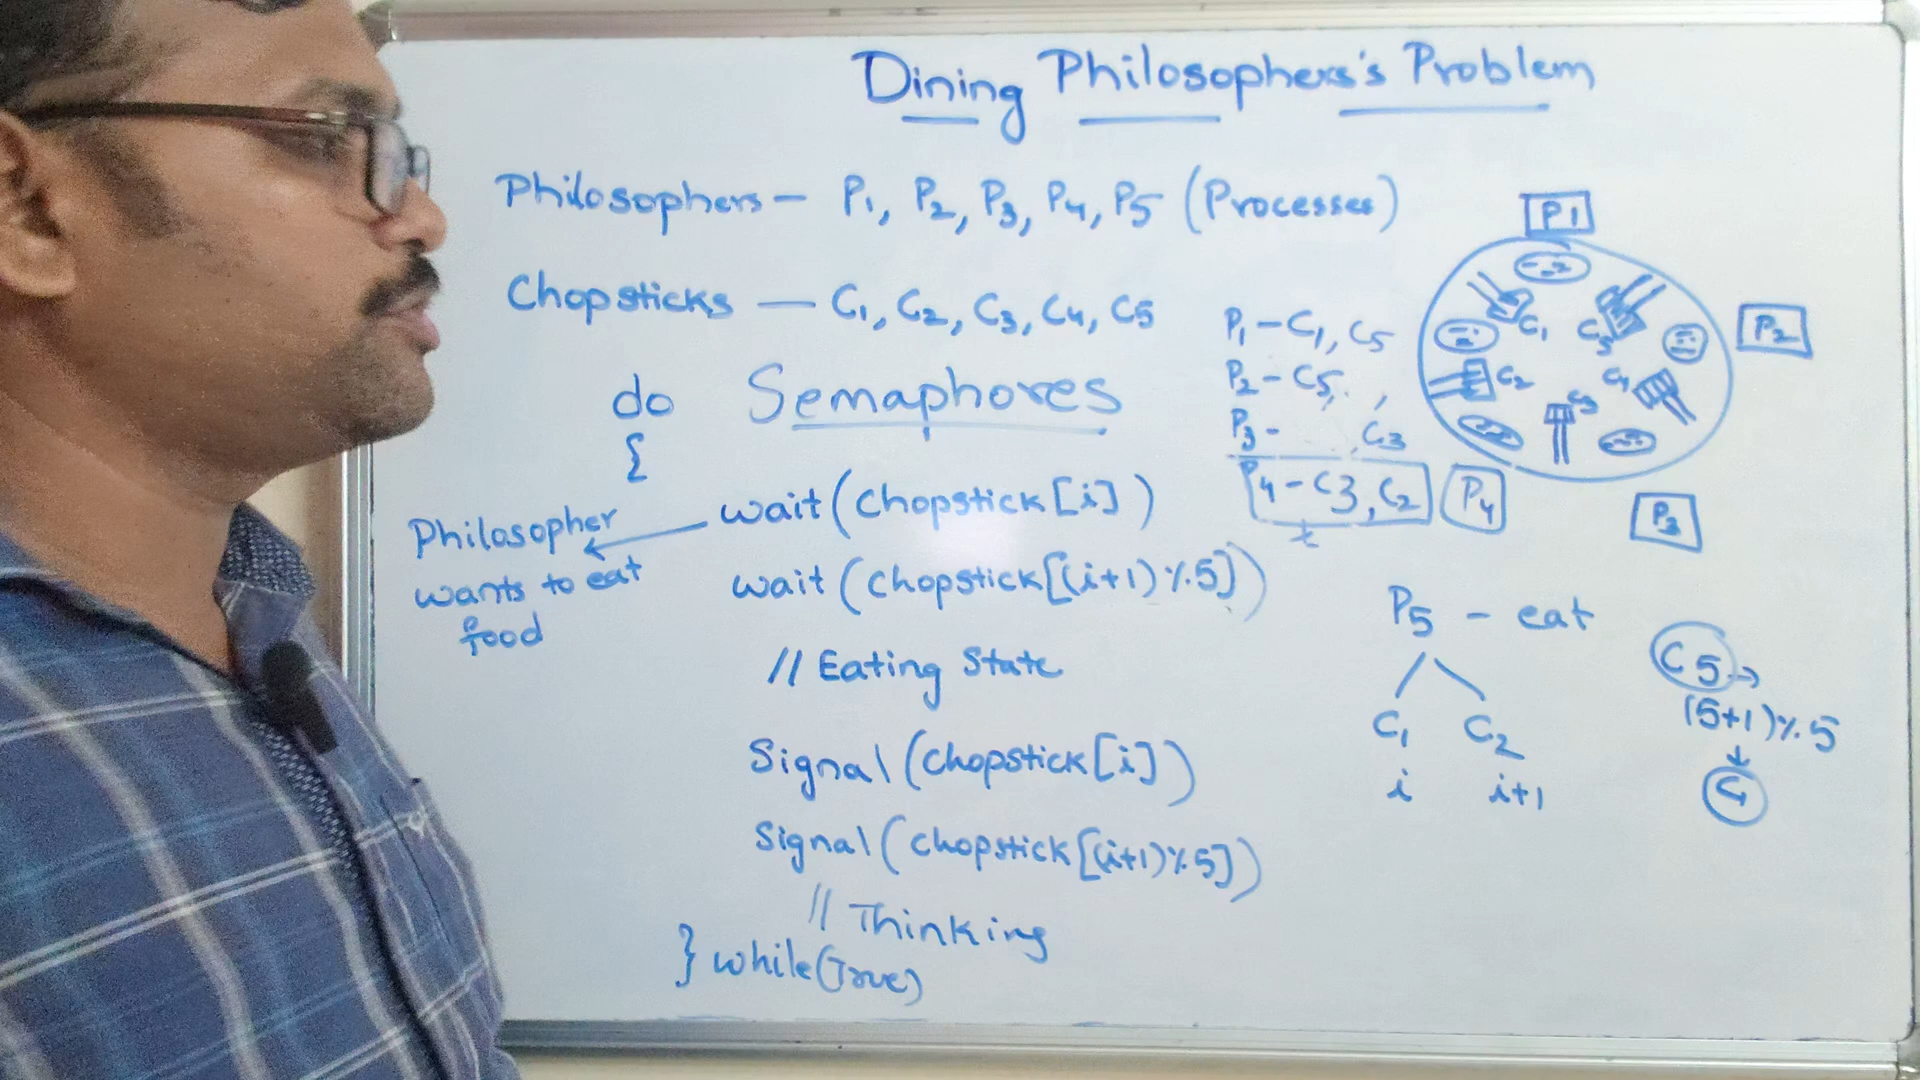 Dining Philosophers's Problem
Philosophers - P1, P2, P3, P4, P5 (Processes)
Chopsticks — C1, C2, C3, C4, C5
do Semaphores
{
wait(Chopstick[i])
Philosopher
wants to eat
food
wait(Chopstick[(i+1)%5])
// Eating State
Signal(Chopstick[i])
Signal(Chopstick[(i+1)%5])
// Thinking
} while(True)
P1 - C1, C5
P2 - C5, ,
P3 - , C3
P4 - C3, C2
t
P1
P2
P3
P4
C1
C5
C2
C4
C3
P5 - eat
C1 C2
i i+1
C5 →
(5+1)%5